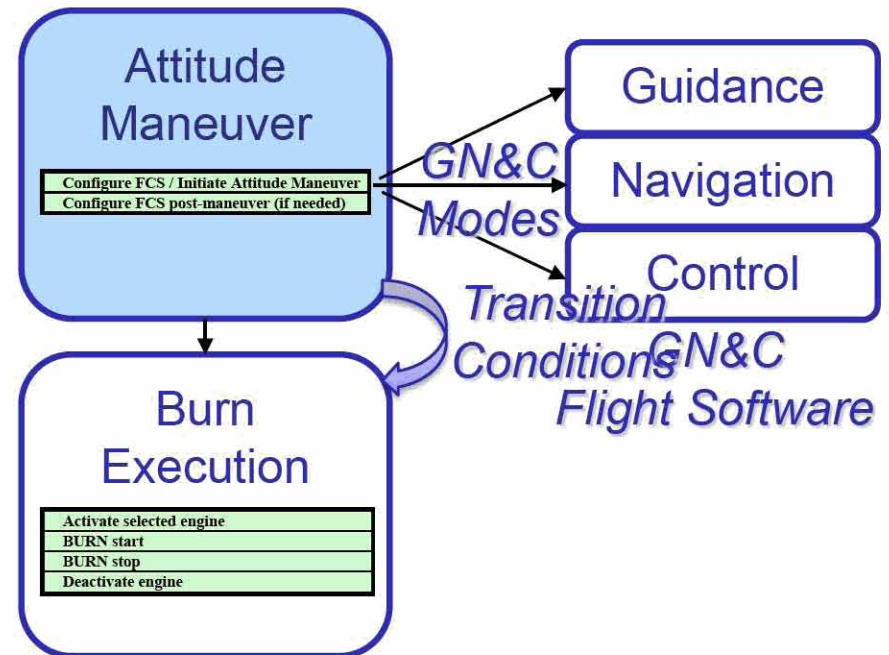 Attitude
Maneuver
Configure FCS / Initiate Attitude Maneuver
Configure FCS post-maneuver (if needed)
GN&C
Modes
Guidance
Navigation
Control
Transition
Conditions
GN&C
Flight Software
Burn
Execution
Activate selected engine
BURN start
BURN stop
Deactivate engine